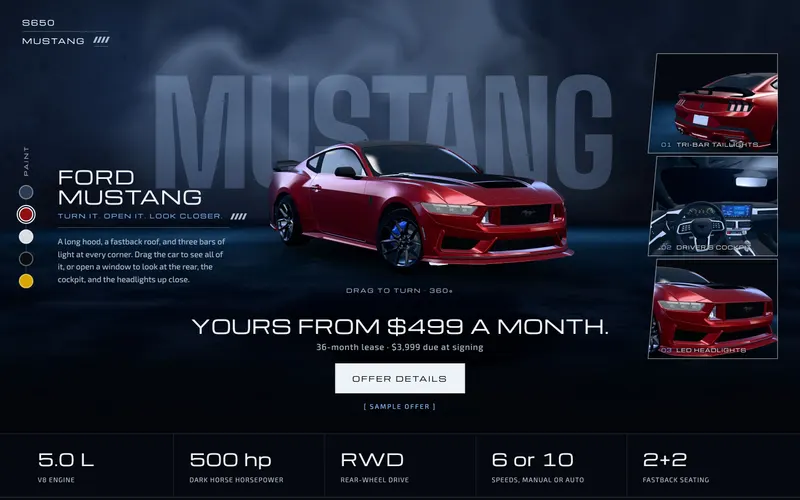 S650
MUSTANG
MUSTANG
PAINT
FORD
MUSTANG
TURN IT. OPEN IT. LOOK CLOSER.
A long hood, a fastback roof, and three bars of
light at every corner. Drag the car to see all of
it, or open a window to look at the rear, the
cockpit, and the headlights up close.
01 TRI-BAR TAILLIGHTS
02 DRIVER'S COCKPIT
03 LED HEADLIGHTS
DRAG TO TURN · 360°
YOURS FROM $499 A MONTH.
36-month lease · $3,999 due at signing
OFFER DETAILS
[ SAMPLE OFFER ]
5.0 L
V8 ENGINE
500 hp
DARK HORSE HORSEPOWER
RWD
REAR-WHEEL DRIVE
6 or 10
SPEEDS, MANUAL OR AUTO
2+2
FASTBACK SEATING